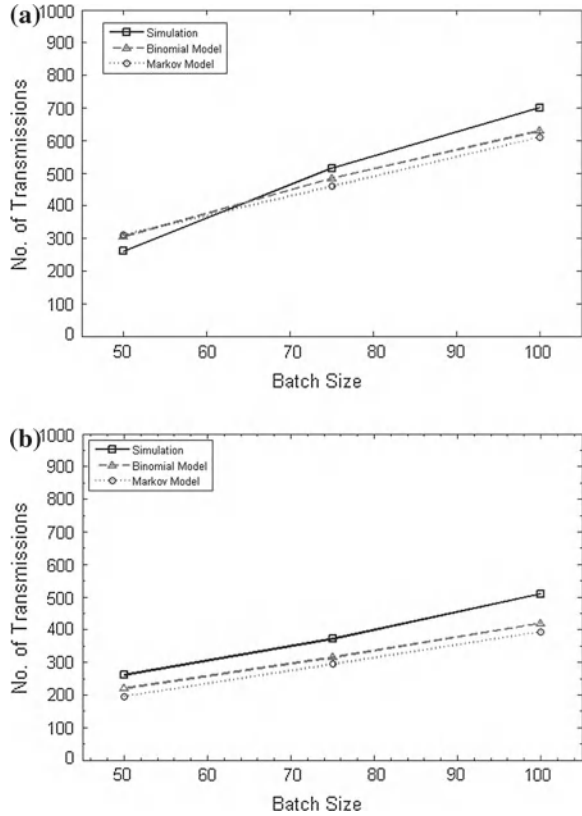 (a)
1000
900
800
700
600
500
400
300
200
100
0
No. of Transmissions
Simulation
Binomial Model
Markov Model
50 60 70 80 90 100
Batch Size
(b)
1000
900
800
700
600
500
400
300
200
100
0
No. of Transmissions
Simulation
Binomial Model
Markov Model
50 60 70 80 90 100
Batch Size